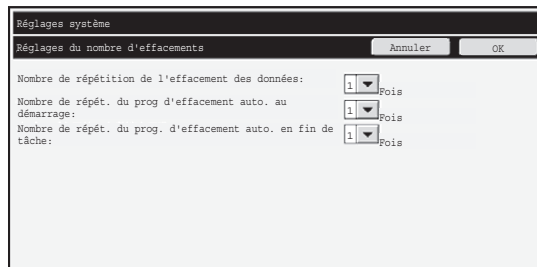 Réglages système
Réglages du nombre d'effacements Annuler OK
Nombre de répétition de l'effacement des données: 1 Fois
Nombre de répét. du prog d'effacement auto. au
démarrage: 1 Fois
Nombre de répét. du prog. d'effacement auto. en fin de
tâche: 1 Fois